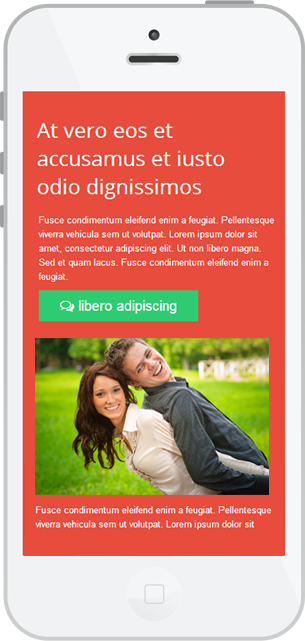 At vero eos et
accusamus et iusto
odio dignissimos
Fusce condimentum eleifend enim a feugiat. Pellentesque
viverra vehicula sem ut volutpat. Lorem ipsum dolor sit
amet, consectetur adipiscing elit. Ut non libero magna.
Sed et quam lacus. Fusce condimentum eleifend enim a
feugiat.
libero adipiscing
Fusce condimentum eleifend enim a feugiat. Pellentesque
viverra vehicula sem ut volutpat. Lorem ipsum dolor sit